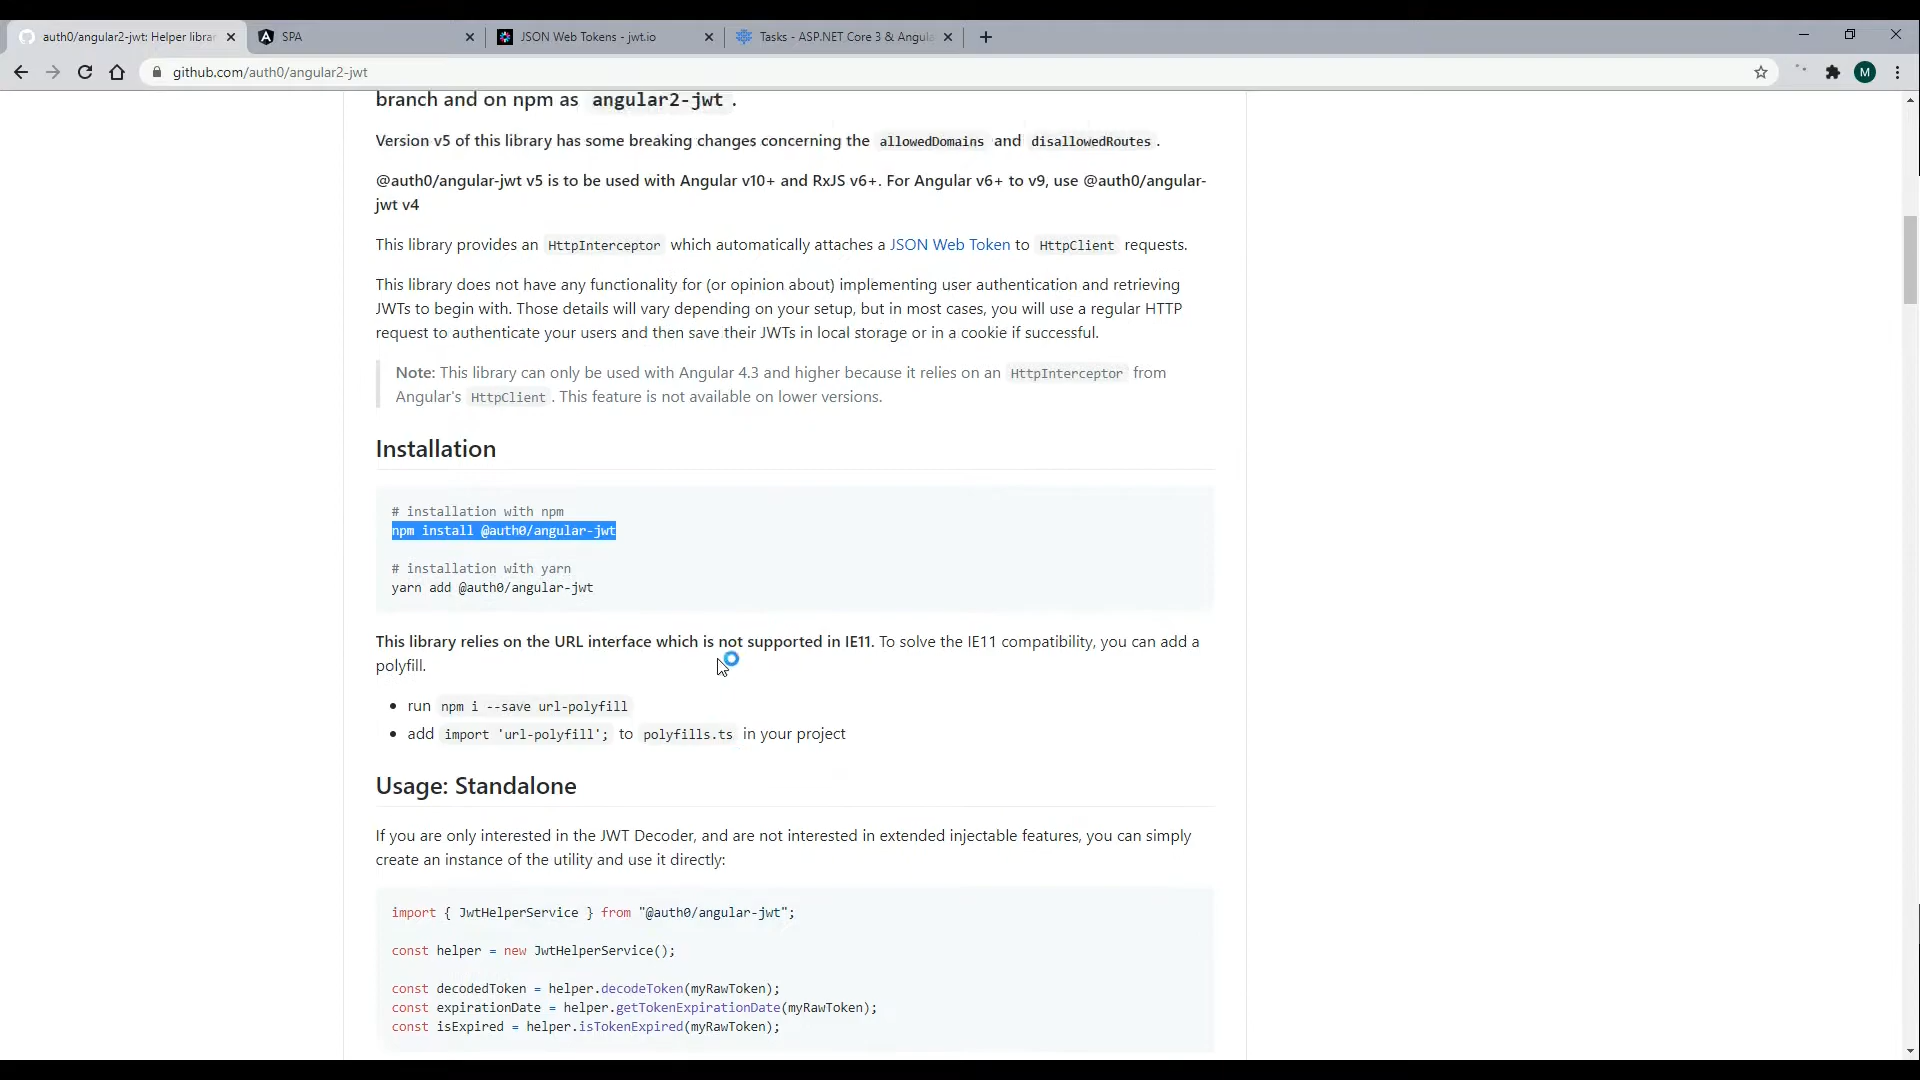 auth0/angular2-jwt: Helper librar
SPA
JSON Web Tokens - jwt.io
Tasks - ASP.NET Core 3 & Angula
github.com/auth0/angular2-jwt
M
branch and on npm as angular2-jwt .
Version v5 of this library has some breaking changes concerning the allowedDomains and disallowedRoutes .
@auth0/angular-jwt v5 is to be used with Angular v10+ and RxJS v6+. For Angular v6+ to v9, use @auth0/angular-
jwt v4
This library provides an HttpInterceptor which automatically attaches a JSON Web Token to HttpClient requests.
This library does not have any functionality for (or opinion about) implementing user authentication and retrieving
JWTs to begin with. Those details will vary depending on your setup, but in most cases, you will use a regular HTTP
request to authenticate your users and then save their JWTs in local storage or in a cookie if successful.
Note: This library can only be used with Angular 4.3 and higher because it relies on an HttpInterceptor from
Angular's HttpClient . This feature is not available on lower versions.
Installation
# installation with npm
npm install @auth0/angular-jwt
# installation with yarn
yarn add @auth0/angular-jwt
This library relies on the URL interface which is not supported in IE11. To solve the IE11 compatibility, you can add a
polyfill.
• run npm i --save url-polyfill
• add import 'url-polyfill'; to polyfills.ts in your project
Usage: Standalone
If you are only interested in the JWT Decoder, and are not interested in extended injectable features, you can simply
create an instance of the utility and use it directly:
import { JwtHelperService } from "@auth0/angular-jwt";
const helper = new JwtHelperService();
const decodedToken = helper.decodeToken(myRawToken);
const expirationDate = helper.getTokenExpirationDate(myRawToken);
const isExpired = helper.isTokenExpired(myRawToken);